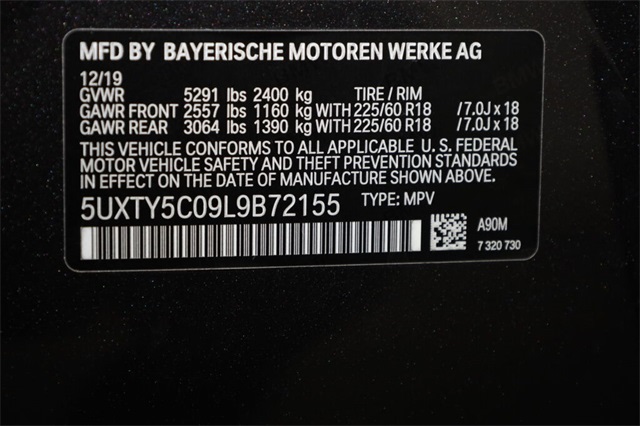 MFD BY BAYERISCHE MOTOREN WERKE AG
12/19
GVWR 5291 lbs 2400 kg TIRE / RIM
GAWR FRONT 2557 lbs 1160 kg WITH 225/60 R18 /7.0J x 18
GAWR REAR 3064 lbs 1390 kg WITH 225/60 R18 /7.0J x 18
THIS VEHICLE CONFORMS TO ALL APPLICABLE U. S. FEDERAL
MOTOR VEHICLE SAFETY AND THEFT PREVENTION STANDARDS
IN EFFECT ON THE DATE OF MANUFACTURE SHOWN ABOVE.
5UXTY5C09L9B72155 TYPE: MPV
A90M
7 320 730